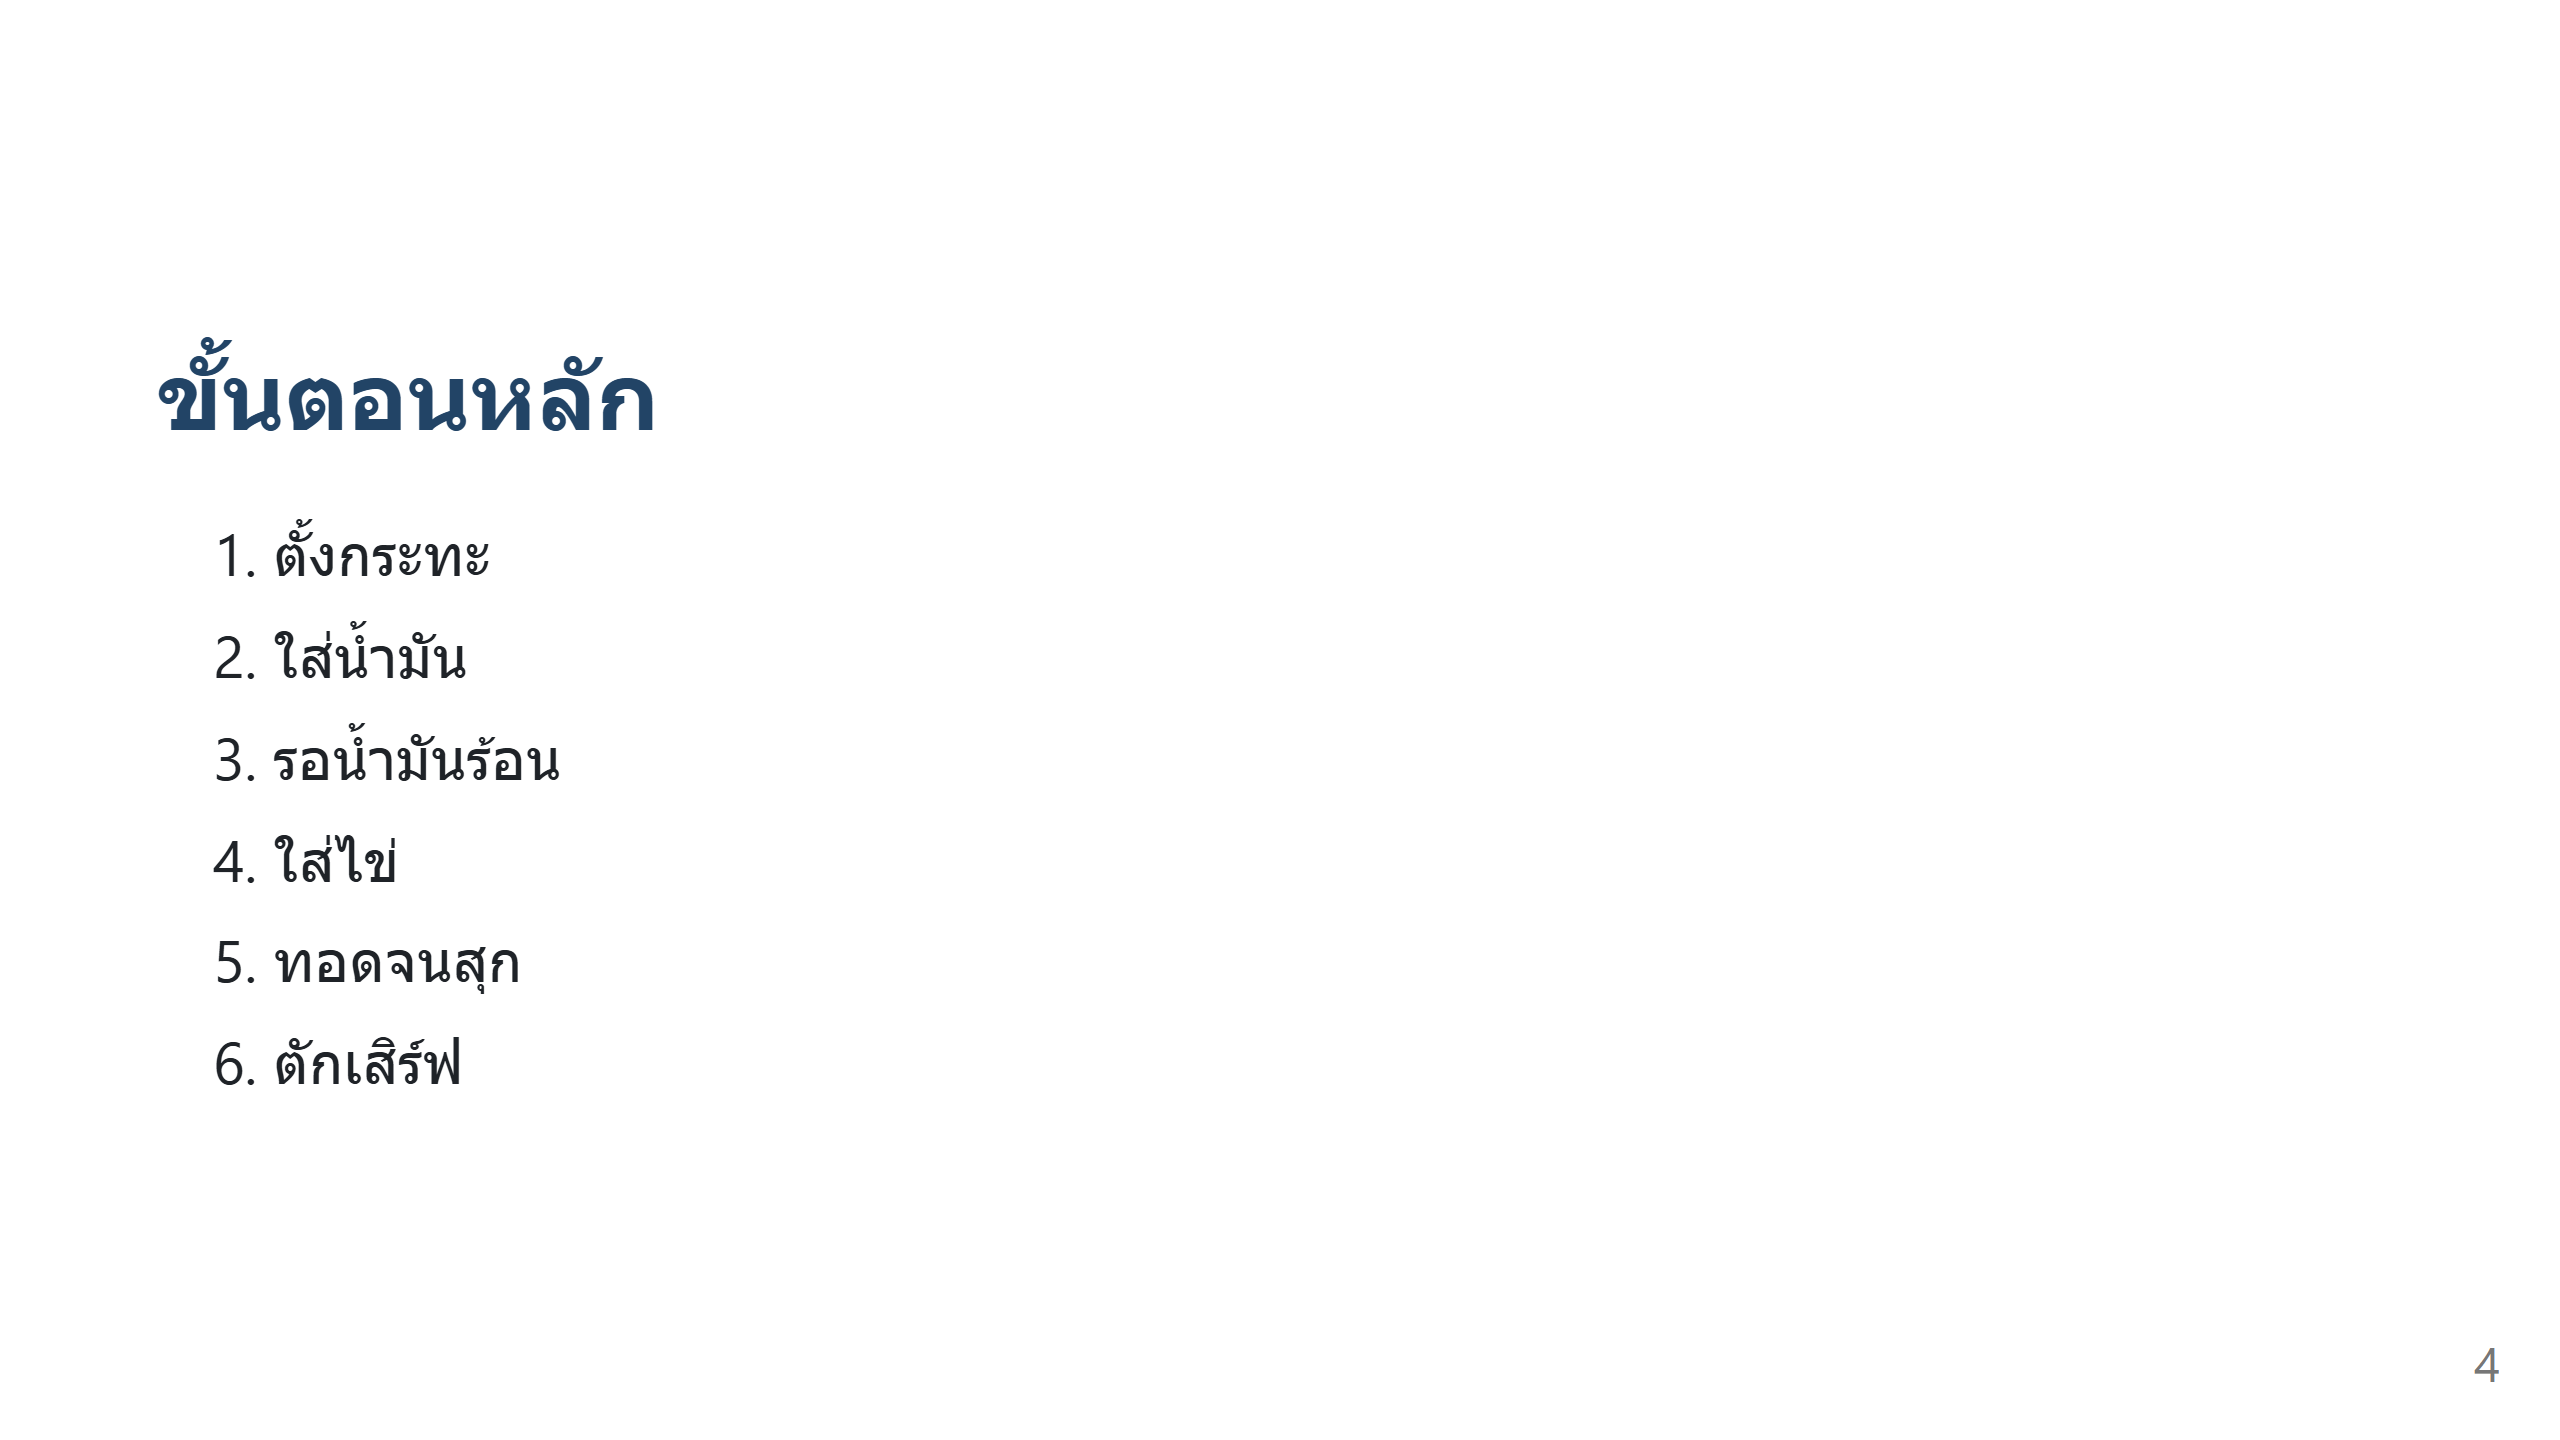 ขั้นตอนหลัก
1. ตั้งกระทะ
2. ใส่น้ำมัน
3. รอน้ำมันร้อน
4. ใส่ไข่
5. ทอดจนสุก
6. ตักเสิร์ฟ
4